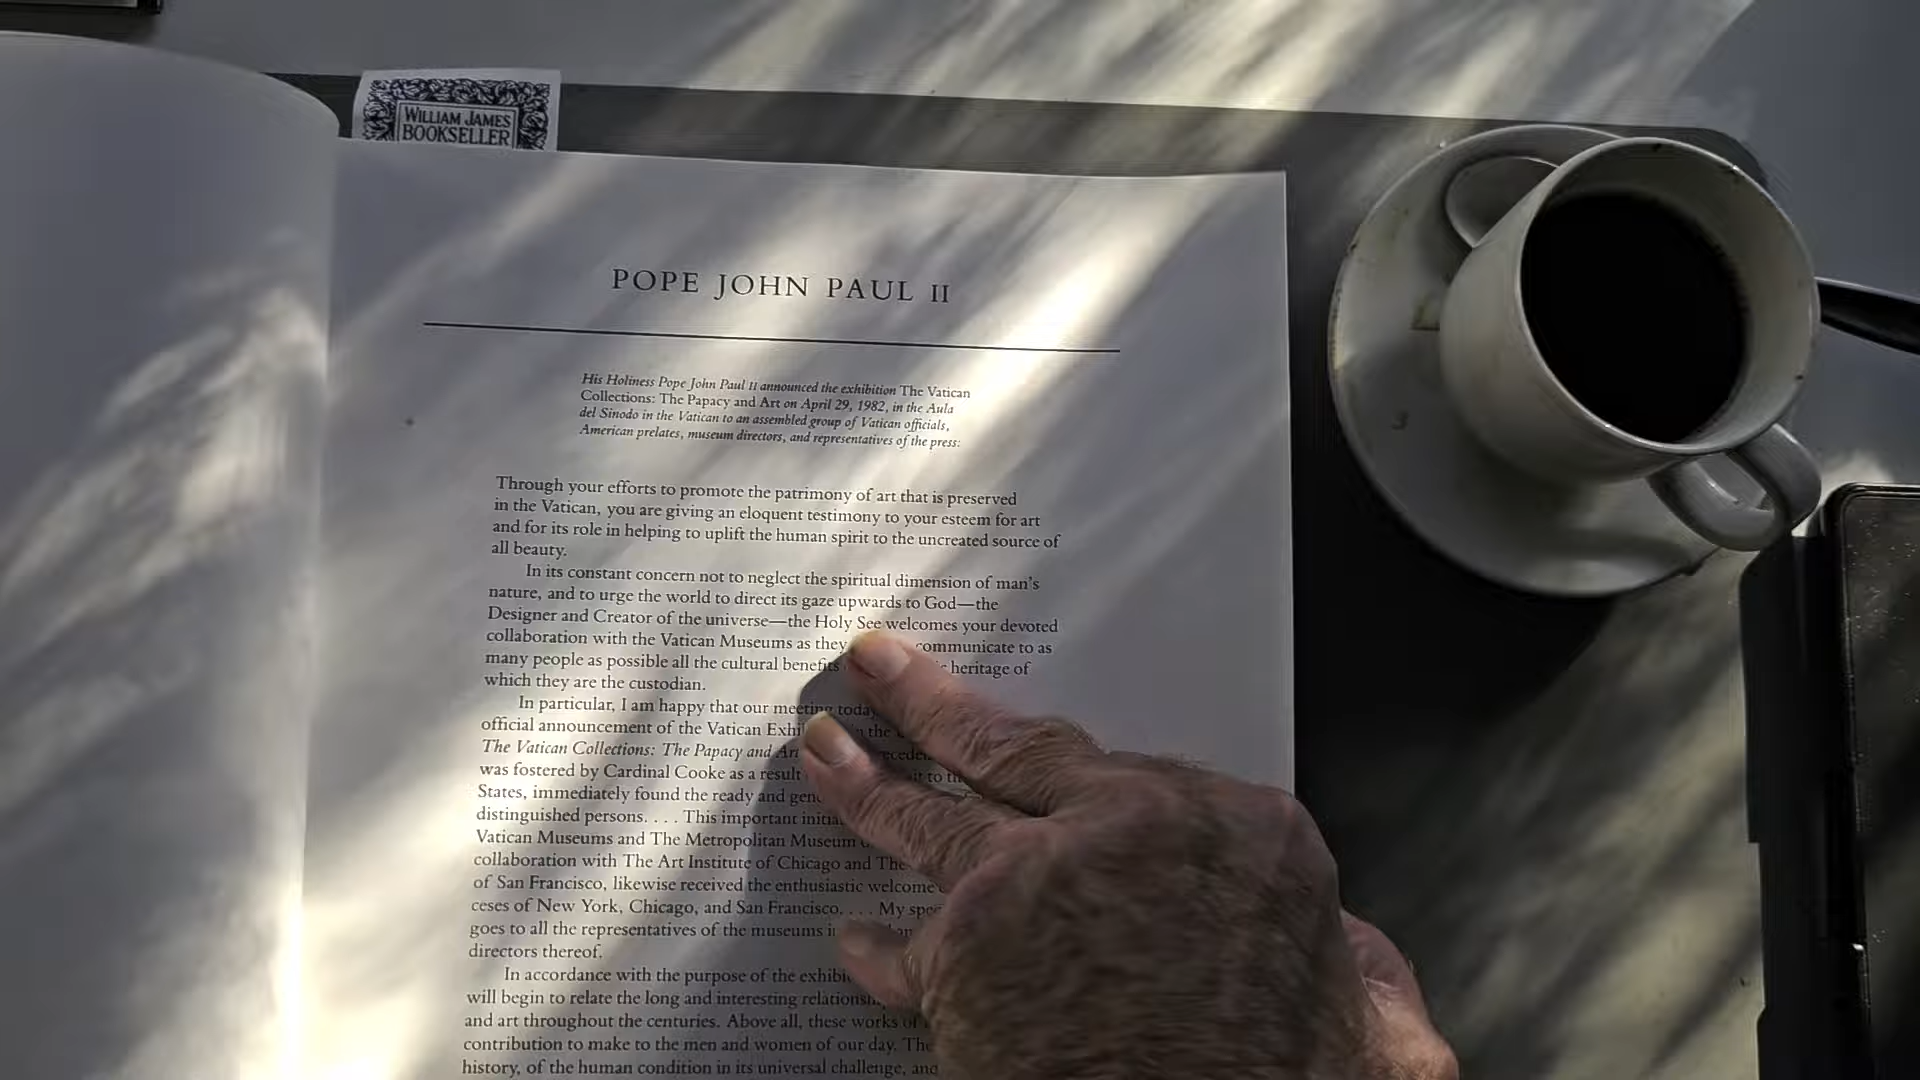 WILLIAM JAMES
BOOKSELLER
POPE JOHN PAUL II
His Holiness Pope John Paul II announced the exhibition The Vatican
Collections: The Papacy and Art on April 29, 1982, in the Aula
del Sinodo in the Vatican to an assembled group of Vatican officials,
American prelates, museum directors, and representatives of the press:
Through your efforts to promote the patrimony of art that is preserved
in the Vatican, you are giving an eloquent testimony to your esteem for art
and for its role in helping to uplift the human spirit to the uncreated source of
all beauty.
In its constant concern not to neglect the spiritual dimension of man's
nature, and to urge the world to direct its gaze upwards to God—the
Designer and Creator of the universe—the Holy See welcomes your devoted
collaboration with the Vatican Museums as they communicate to as
many people as possible all the cultural benefits heritage of
which they are the custodian.
In particular, I am happy that our meeting today
official announcement of the Vatican the
The Vatican Collections: The Papacy and Art
was fostered by Cardinal Cooke as a result to
States, immediately found the ready and
distinguished persons. . . . This important
Vatican Museums and The Metropolitan Museum
collaboration with The Art Institute of Chicago and The
of San Francisco, likewise received the enthusiastic welcome
ceses of New York, Chicago, and San Francisco. . . . My
goes to all the representatives of the museums
directors thereof.
In accordance with the purpose of the
will begin to relate the long and interesting
and art throughout the centuries. Above all, these works of
contribution to make to the men and women of our day. The
history, of the human condition in its universal challenge, and